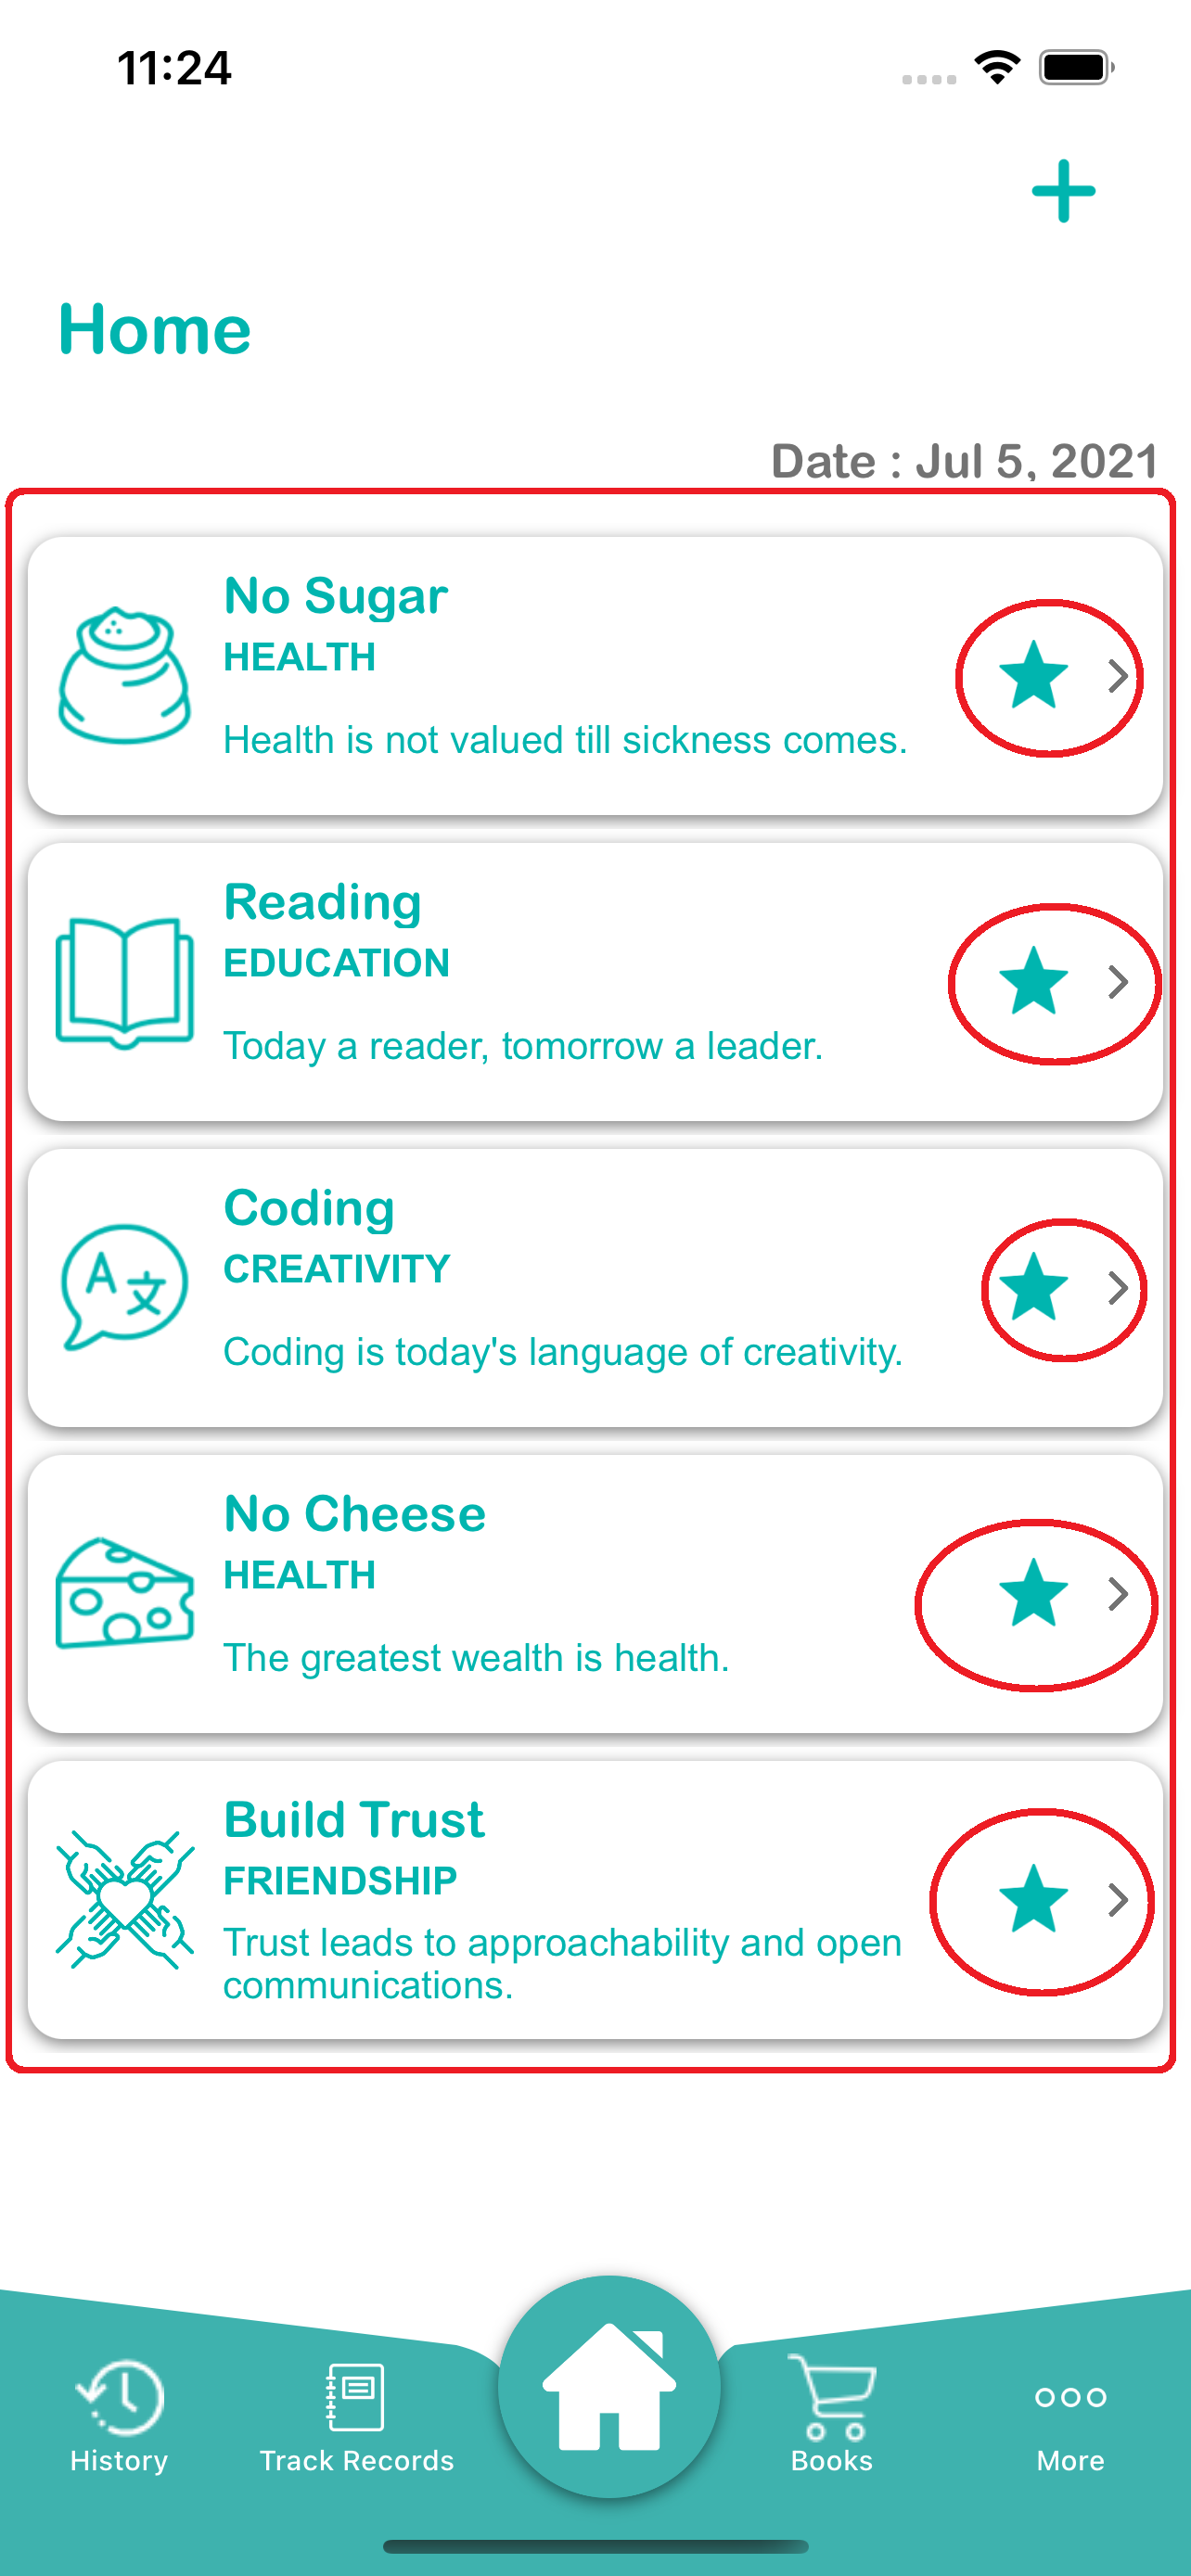 11:24
Home
Date : Jul 5, 2021
No Sugar
HEALTH
Health is not valued till sickness comes.
Reading
EDUCATION
Today a reader, tomorrow a leader.
Coding
CREATIVITY
A 文
Coding is today's language of creativity.
No Cheese
HEALTH
The greatest wealth is health.
Build Trust
FRIENDSHIP
Trust leads to approachability and open
communications.
History
Track Records
Books
More